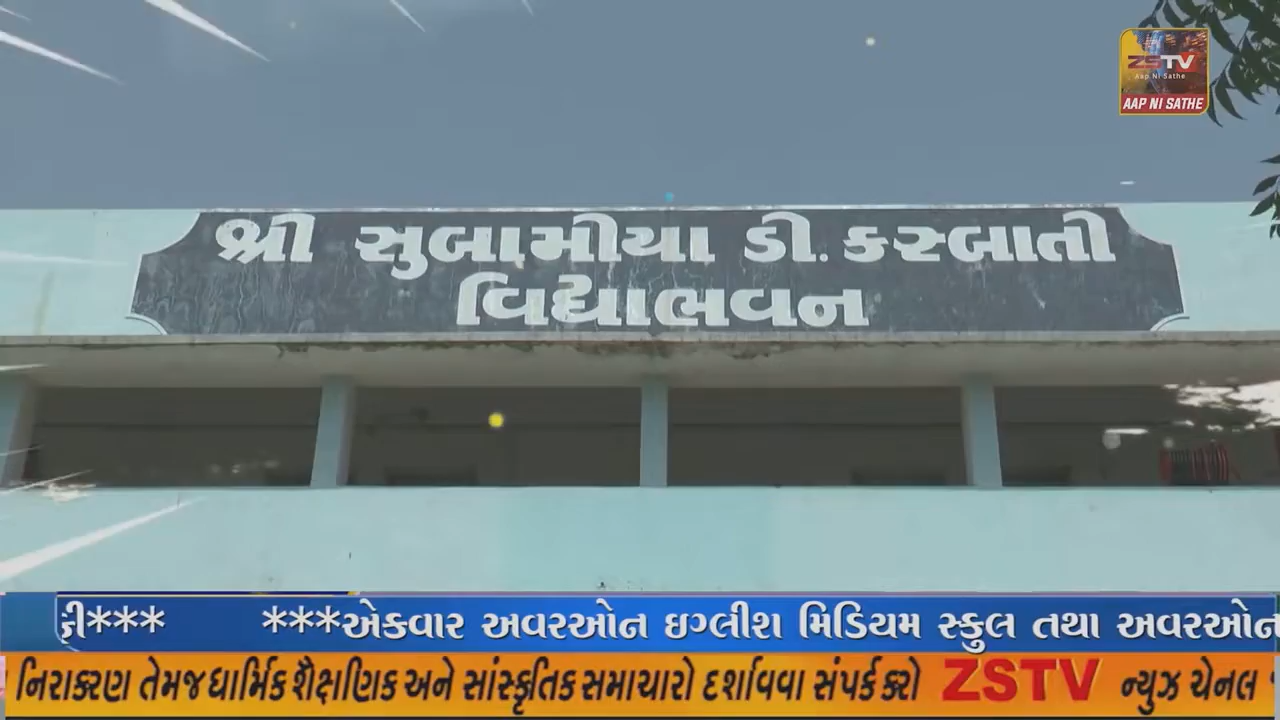 ZSTV
Aap Ni Sathe
AAP NI SATHE
શ્રી સુબામીયા ડી. કરબાતી
વિદ્યાભવન
***      ***એકવાર અવરઓન ઇગ્લીશ મિડિયમ સ્કુલ તથા અવરઓન
નિરાકરણ તેમજ ધાર્મિક શૈક્ષણિક અને સાંસ્કૃતિક સમાચારો દર્શાવવા સંપર્ક કરો ZSTV ન્યુઝ ચેનલ